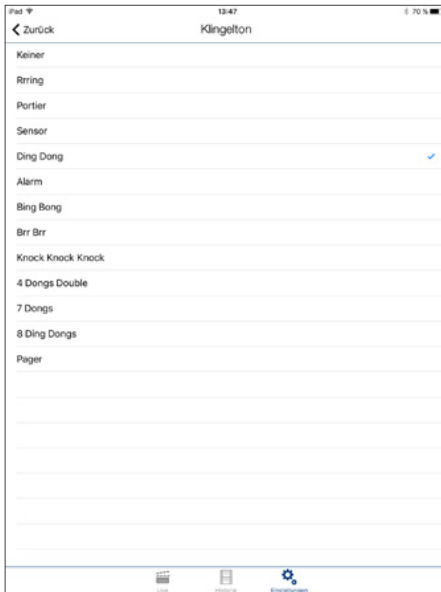 iPad 13:47 70 %
Zurück Klingelton
Keiner
Rrring
Portier
Sensor
Ding Dong
Alarm
Bing Bong
Brr Brr
Knock Knock Knock
4 Dongs Double
7 Dongs
8 Ding Dongs
Pager
Live Historie Einstellungen